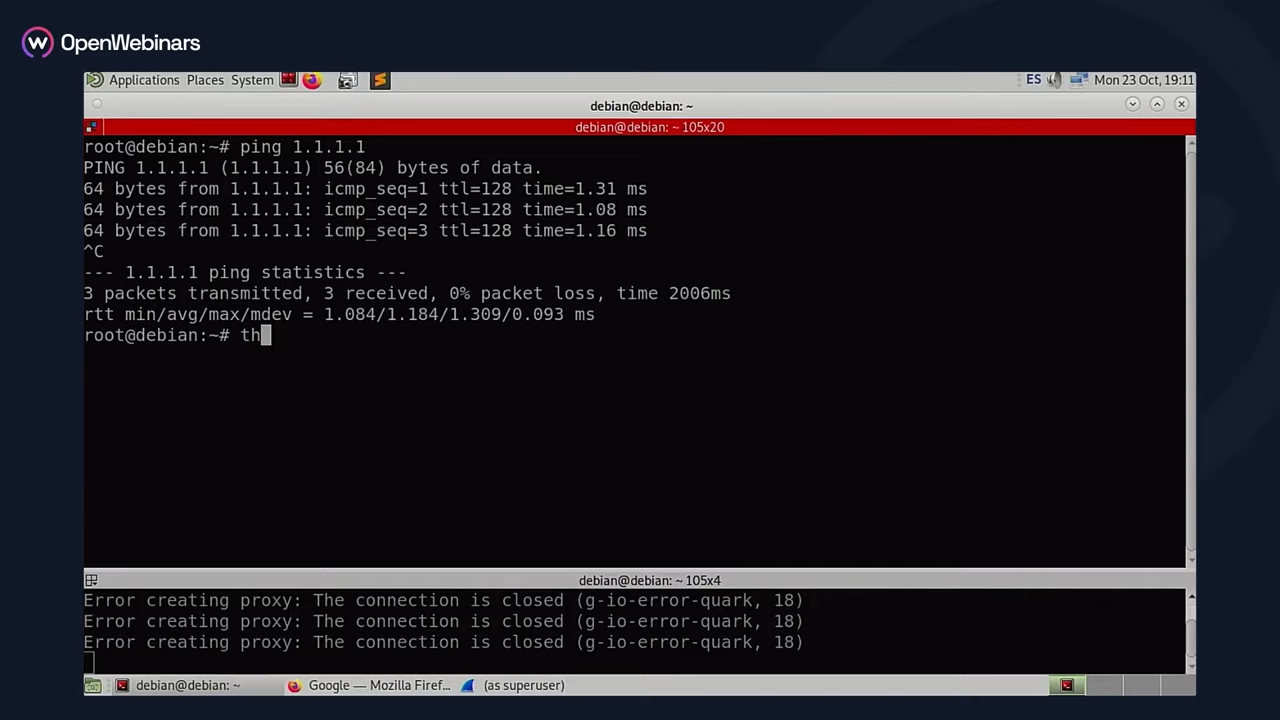 OpenWebinars
Applications Places System ES Mon 23 Oct, 19:11
debian@debian: ~
debian@debian: ~ 105x20
root@debian:~# ping 1.1.1.1
PING 1.1.1.1 (1.1.1.1) 56(84) bytes of data.
64 bytes from 1.1.1.1: icmp_seq=1 ttl=128 time=1.31 ms
64 bytes from 1.1.1.1: icmp_seq=2 ttl=128 time=1.08 ms
64 bytes from 1.1.1.1: icmp_seq=3 ttl=128 time=1.16 ms
^C
--- 1.1.1.1 ping statistics ---
3 packets transmitted, 3 received, 0% packet loss, time 2006ms
rtt min/avg/max/mdev = 1.084/1.184/1.309/0.093 ms
root@debian:~# th
debian@debian: ~ 105x4
Error creating proxy: The connection is closed (g-io-error-quark, 18)
Error creating proxy: The connection is closed (g-io-error-quark, 18)
Error creating proxy: The connection is closed (g-io-error-quark, 18)
debian@debian: ~ Google — Mozilla Firef... (as superuser)